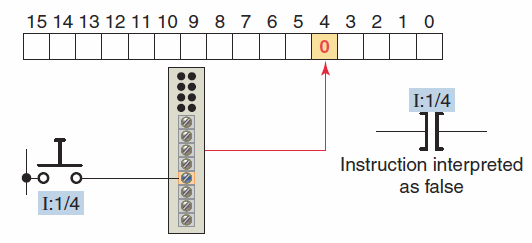 15 14 13 12 11 10 9 8 7 6 5 4 3 2 1 0
0
I:1/4
Instruction interpreted
as false
I:1/4